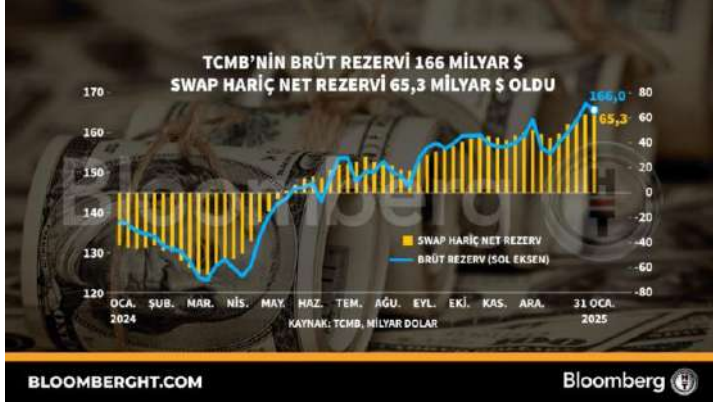 TCMB'NİN BRÜT REZERVİ 166 MİLYAR $
SWAP HARİÇ NET REZERVİ 65,3 MİLYAR $ OLDU
170
160
150
140
130
120
80
60
40
20
0
-20
-40
-60
-80
166,0
65,3
Bloomberg
HT
SWAP HARİÇ NET REZERV
BRÜT REZERV (SOL EKSEN)
OCA. ŞUB. MAR. NİS. MAY. HAZ. TEM. AĞU. EYL. EKİ. KAS. ARA. 31 OCA.
2024 2025
KAYNAK: TCMB, MİLYAR DOLAR
BLOOMBERGHT.COM
Bloomberg HT